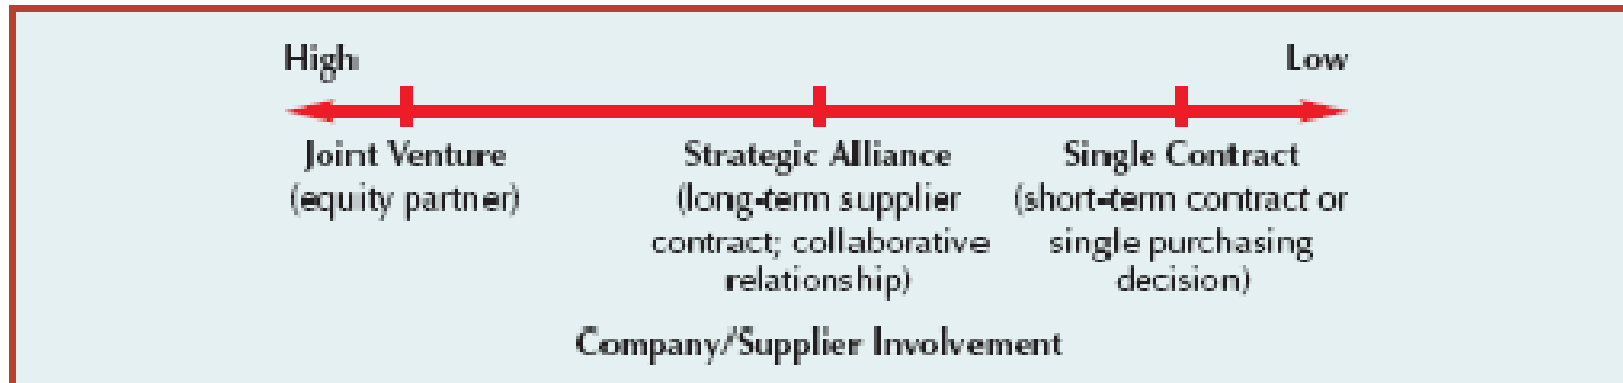 High
Low
Joint Venture
(equity partner)
Strategic Alliance
(long-term supplier
contract; collaborative
relationship)
Single Contract
(short-term contract or
single purchasing
decision)
Company/Supplier Involvement